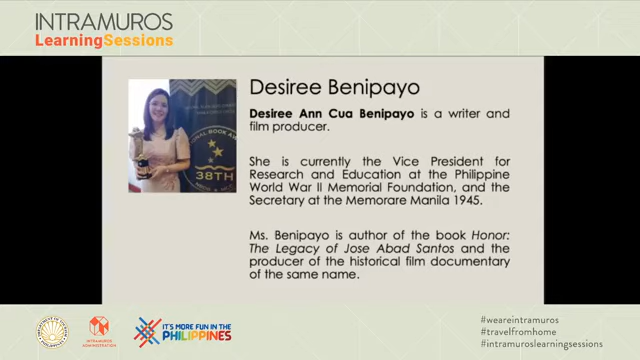 INTRAMUROS
LearningSessions
Desiree Benipayo
Desiree Ann Cua Benipayo is a writer and
film producer.
She is currently the Vice President for
Research and Education at the Philippine
World War II Memorial Foundation, and the
Secretary at the Memorare Manila 1945.
Ms. Benipayo is author of the book Honor:
The Legacy of Jose Abad Santos and the
producer of the historical film documentary
of the same name.
38TH
INTRAMUROS
ADMINISTRATION
IT'S MORE FUN IN THE
PHILIPPINES
#weareintramuros
#travelfromhome
#intramuroslearningsessions